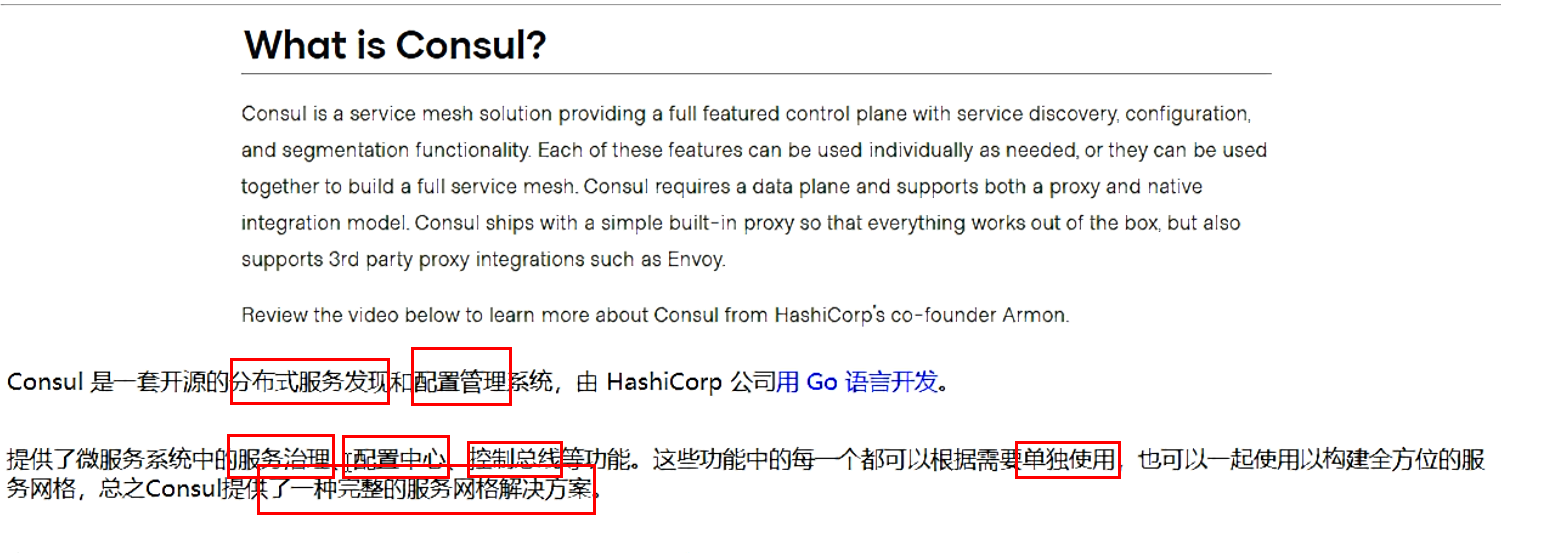 What is Consul?
Consul is a service mesh solution providing a full featured control plane with service discovery, configuration,
and segmentation functionality. Each of these features can be used individually as needed, or they can be used
together to build a full service mesh. Consul requires a data plane and supports both a proxy and native
integration model. Consul ships with a simple built-in proxy so that everything works out of the box, but also
supports 3rd party proxy integrations such as Envoy.
Review the video below to learn more about Consul from HashiCorp's co-founder Armon.
Consul 是一套开源的分布式服务发现和配置管理系统，由 HashiCorp 公司用 Go 语言开发。
提供了微服务系统中的服务治理、配置中心、控制总线等功能。这些功能中的每一个都可以根据需要单独使用，也可以一起使用以构建全方位的服
务网格，总之Consul提供了一种完整的服务网格解决方案。